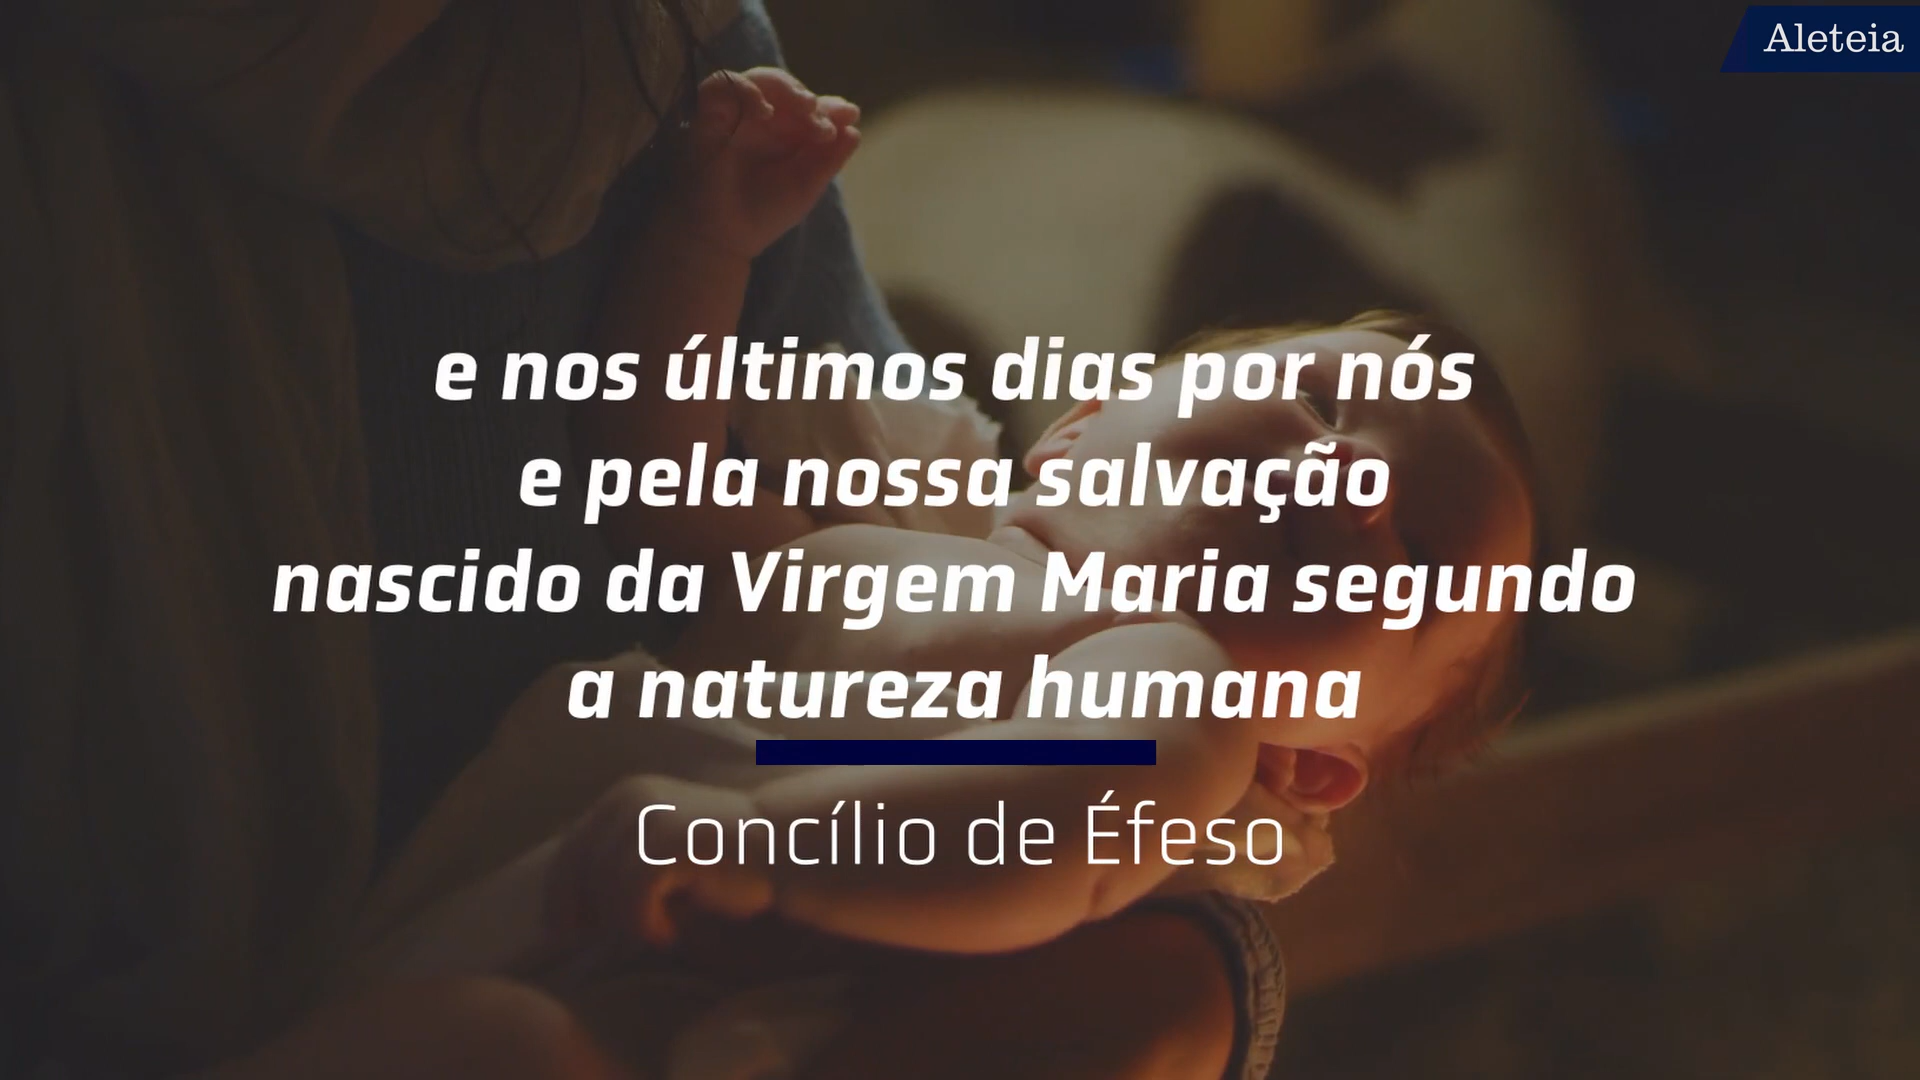 Aleteia
e nos últimos dias por nós
e pela nossa salvação
nascido da Virgem Maria segundo
a natureza humana
Concílio de Éfeso